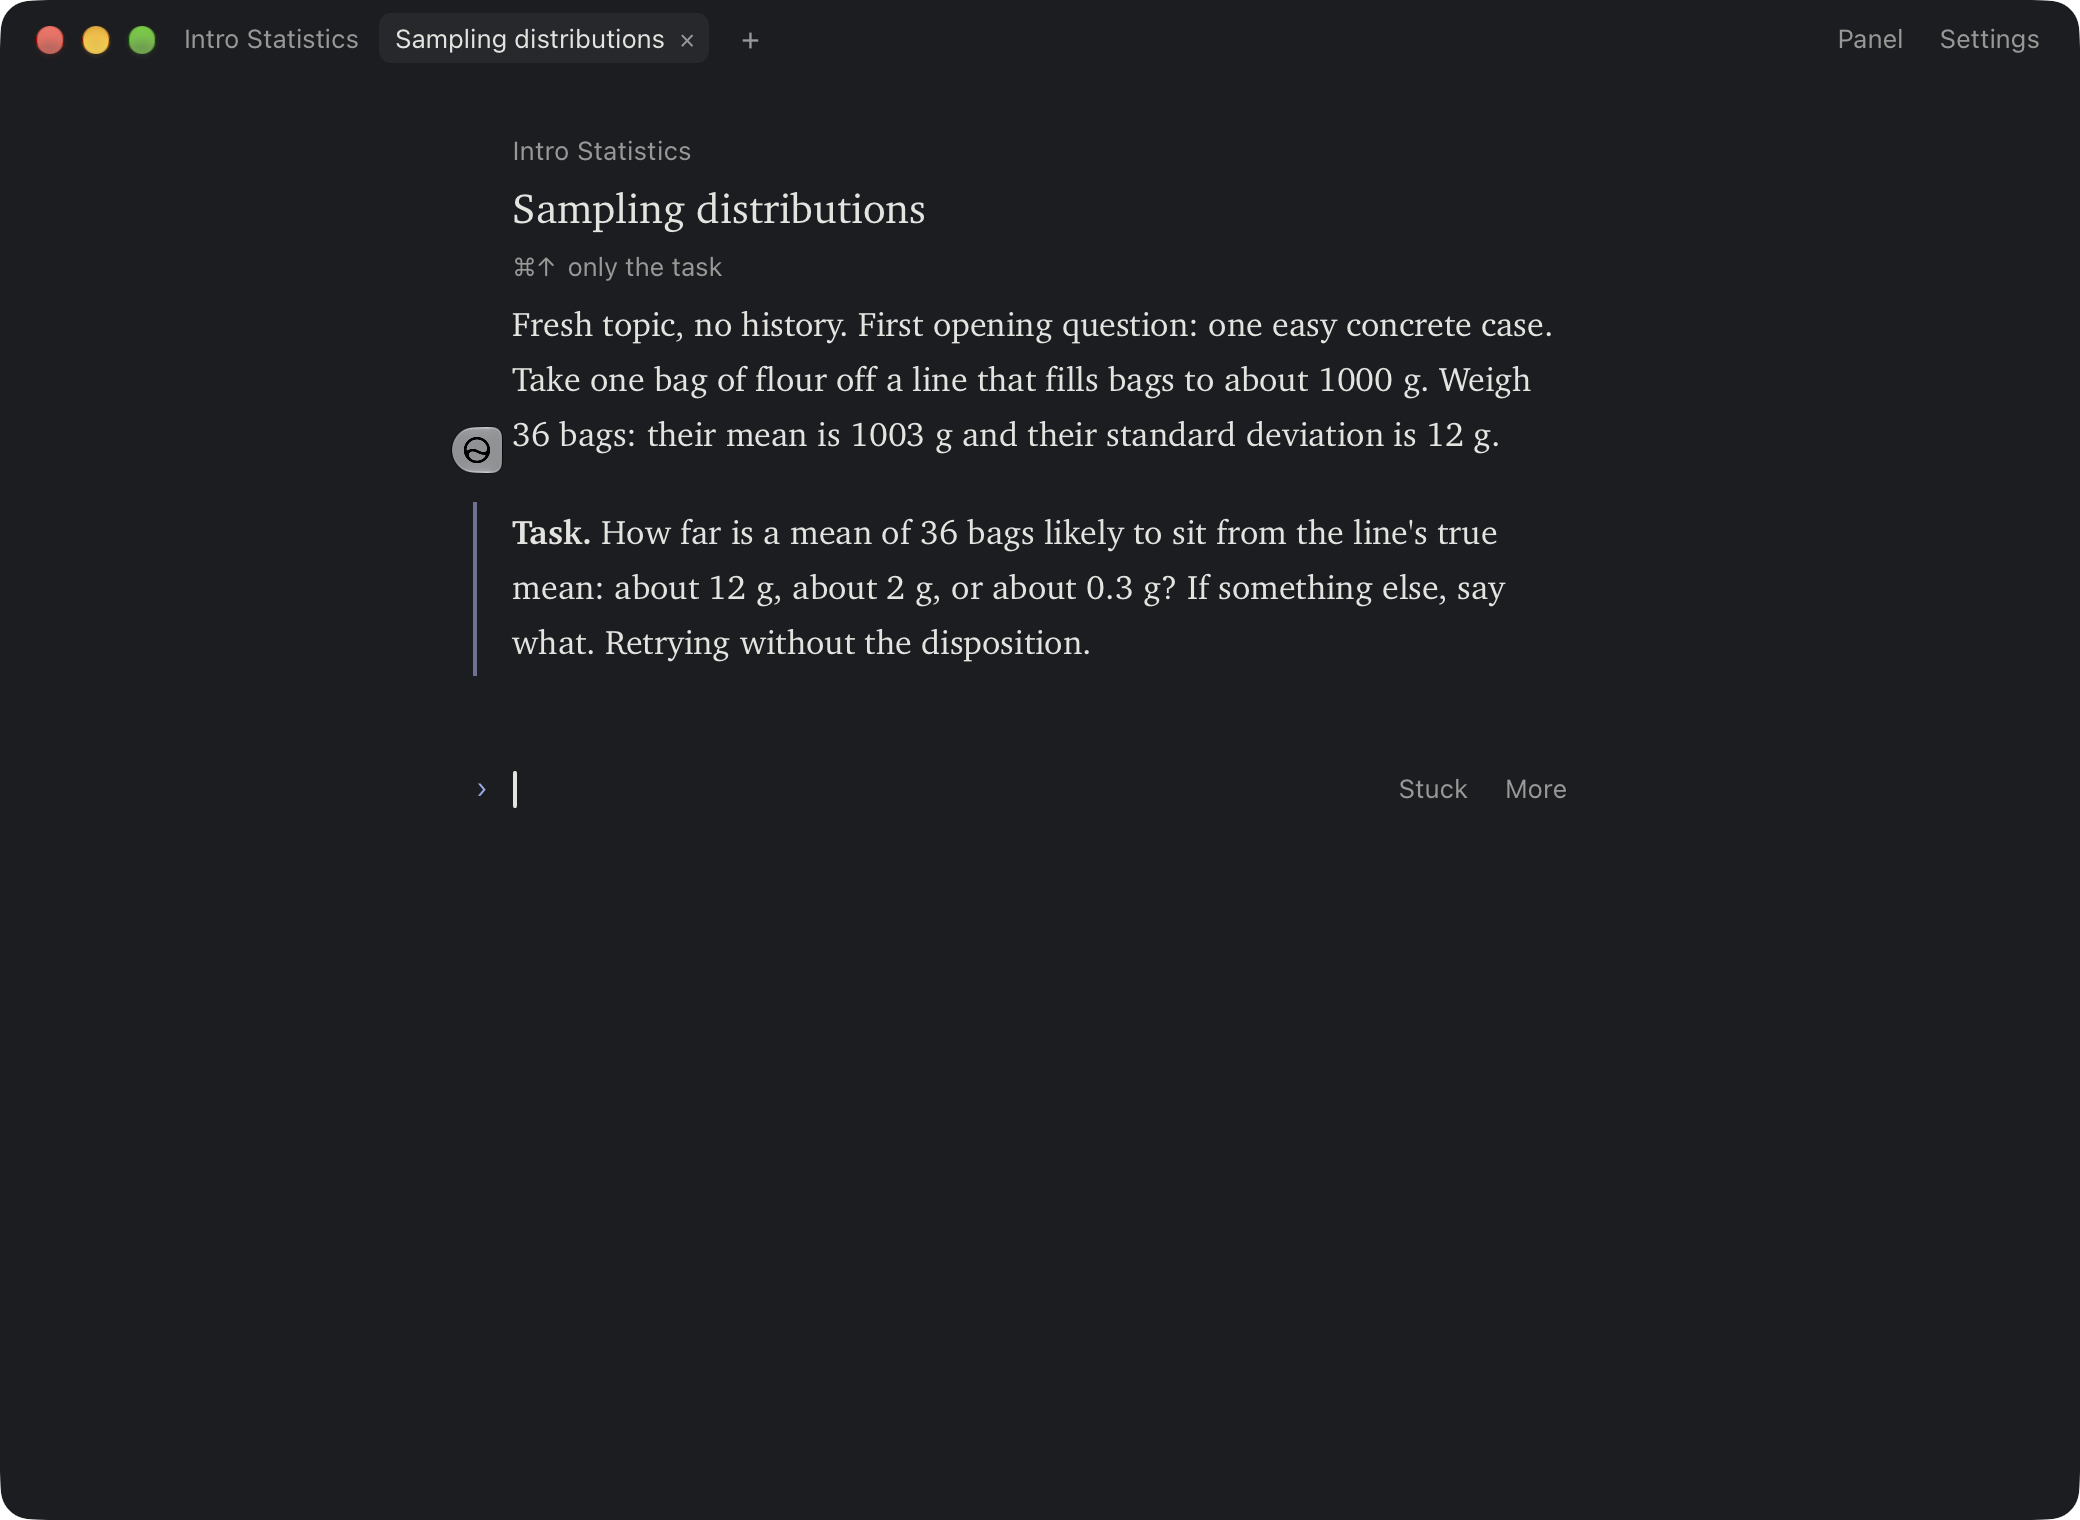 Intro Statistics
Sampling distributions ×
+
Panel
Settings
Intro Statistics
Sampling distributions
⌘↑ only the task
Fresh topic, no history. First opening question: one easy concrete case.
Take one bag of flour off a line that fills bags to about 1000 g. Weigh
36 bags: their mean is 1003 g and their standard deviation is 12 g.
Task. How far is a mean of 36 bags likely to sit from the line's true
mean: about 12 g, about 2 g, or about 0.3 g? If something else, say
what. Retrying without the disposition.
›
Stuck
More